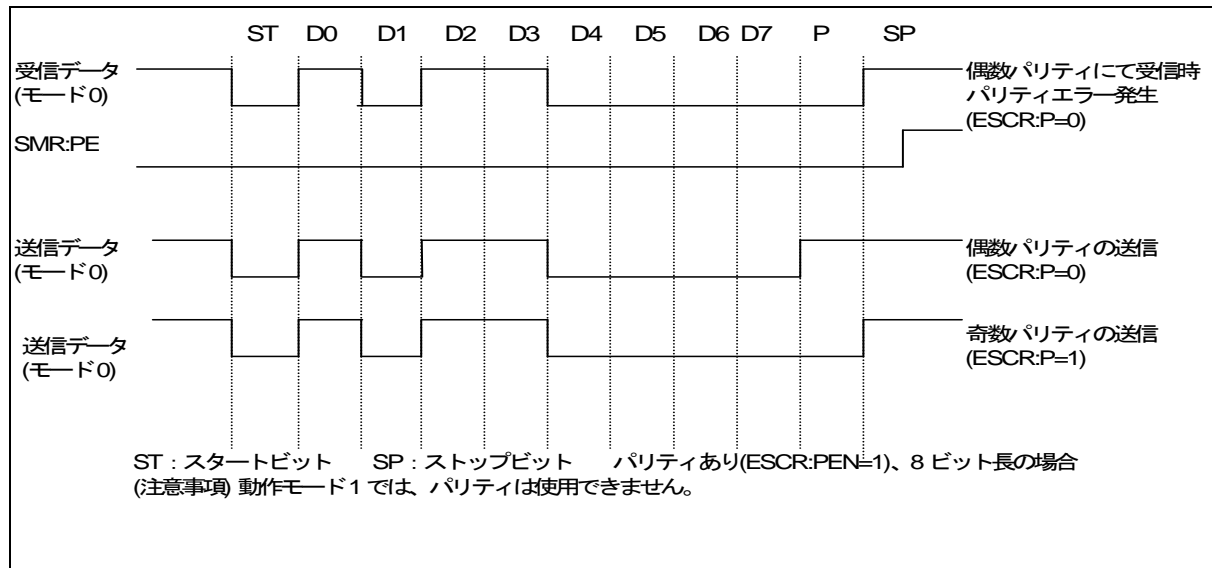 ST D0 D1 D2 D3 D4 D5 D6 D7 P SP
受信データ
(モード0)
偶数パリティにて受信時
パリティエラー発生
(ESCR:P=0)
SMR:PE
送信データ
(モード0)
偶数パリティの送信
(ESCR:P=0)
送信データ
(モード0)
奇数パリティの送信
(ESCR:P=1)
ST：スタートビット SP：ストップビット パリティあり(ESCR:PEN=1)、8 ビット長の場合
(注意事項) 動作モード1 では、パリティは使用できません。